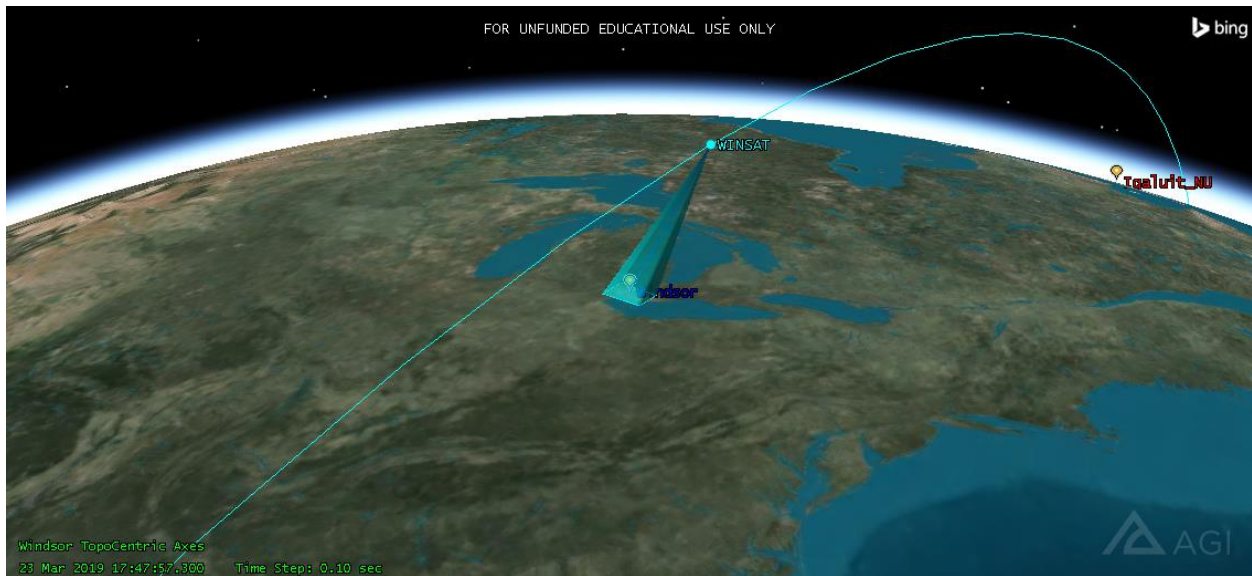 FOR UNFUNDED EDUCATIONAL USE ONLY
bing
WINSAT
Iqaluit_NU
Windsor TopoCentric Axes
23 Mar 2019 17:47:57.300 Time Step: 0.10 sec
AGI